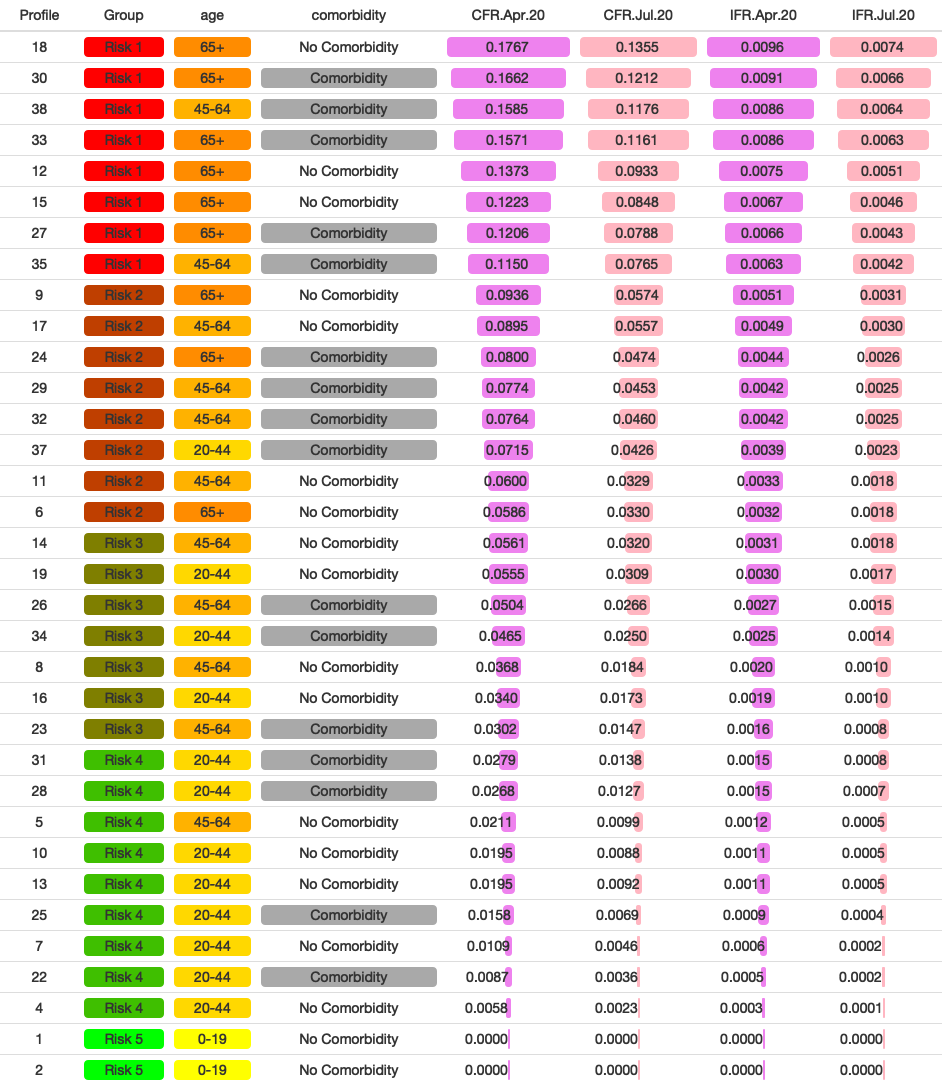 Profile Group age comorbidity CFR.Apr.20 CFR.Jul.20 IFR.Apr.20 IFR.Jul.20
18 Risk 1 65+ No Comorbidity 0.1767 0.1355 0.0096 0.0074
30 Risk 1 65+ Comorbidity 0.1662 0.1212 0.0091 0.0066
38 Risk 1 45-64 Comorbidity 0.1585 0.1176 0.0086 0.0064
33 Risk 1 65+ Comorbidity 0.1571 0.1161 0.0086 0.0063
12 Risk 1 65+ No Comorbidity 0.1373 0.0933 0.0075 0.0051
15 Risk 1 65+ No Comorbidity 0.1223 0.0848 0.0067 0.0046
27 Risk 1 65+ Comorbidity 0.1206 0.0788 0.0066 0.0043
35 Risk 1 45-64 Comorbidity 0.1150 0.0765 0.0063 0.0042
9 Risk 2 65+ No Comorbidity 0.0936 0.0574 0.0051 0.0031
17 Risk 2 45-64 No Comorbidity 0.0895 0.0557 0.0049 0.0030
24 Risk 2 65+ Comorbidity 0.0800 0.0474 0.0044 0.0026
29 Risk 2 45-64 Comorbidity 0.0774 0.0453 0.0042 0.0025
32 Risk 2 45-64 Comorbidity 0.0764 0.0460 0.0042 0.0025
37 Risk 2 20-44 Comorbidity 0.0715 0.0426 0.0039 0.0023
11 Risk 2 45-64 No Comorbidity 0.0600 0.0329 0.0033 0.0018
6 Risk 2 65+ No Comorbidity 0.0586 0.0330 0.0032 0.0018
14 Risk 3 45-64 No Comorbidity 0.0561 0.0320 0.0031 0.0018
19 Risk 3 20-44 No Comorbidity 0.0555 0.0309 0.0030 0.0017
26 Risk 3 45-64 Comorbidity 0.0504 0.0266 0.0027 0.0015
34 Risk 3 20-44 Comorbidity 0.0465 0.0250 0.0025 0.0014
8 Risk 3 45-64 No Comorbidity 0.0368 0.0184 0.0020 0.0010
16 Risk 3 20-44 No Comorbidity 0.0340 0.0173 0.0019 0.0010
23 Risk 3 45-64 Comorbidity 0.0302 0.0147 0.0016 0.0008
31 Risk 4 20-44 Comorbidity 0.0279 0.0138 0.0015 0.0008
28 Risk 4 20-44 Comorbidity 0.0268 0.0127 0.0015 0.0007
5 Risk 4 45-64 No Comorbidity 0.0211 0.0099 0.0012 0.0005
10 Risk 4 20-44 No Comorbidity 0.0195 0.0088 0.0011 0.0005
13 Risk 4 20-44 No Comorbidity 0.0195 0.0092 0.0011 0.0005
25 Risk 4 20-44 Comorbidity 0.0158 0.0069 0.0009 0.0004
7 Risk 4 20-44 No Comorbidity 0.0109 0.0046 0.0006 0.0002
22 Risk 4 20-44 Comorbidity 0.0087 0.0036 0.0005 0.0002
4 Risk 4 20-44 No Comorbidity 0.0058 0.0023 0.0003 0.0001
1 Risk 5 0-19 No Comorbidity 0.0000 0.0000 0.0000 0.0000
2 Risk 5 0-19 No Comorbidity 0.0000 0.0000 0.0000 0.0000